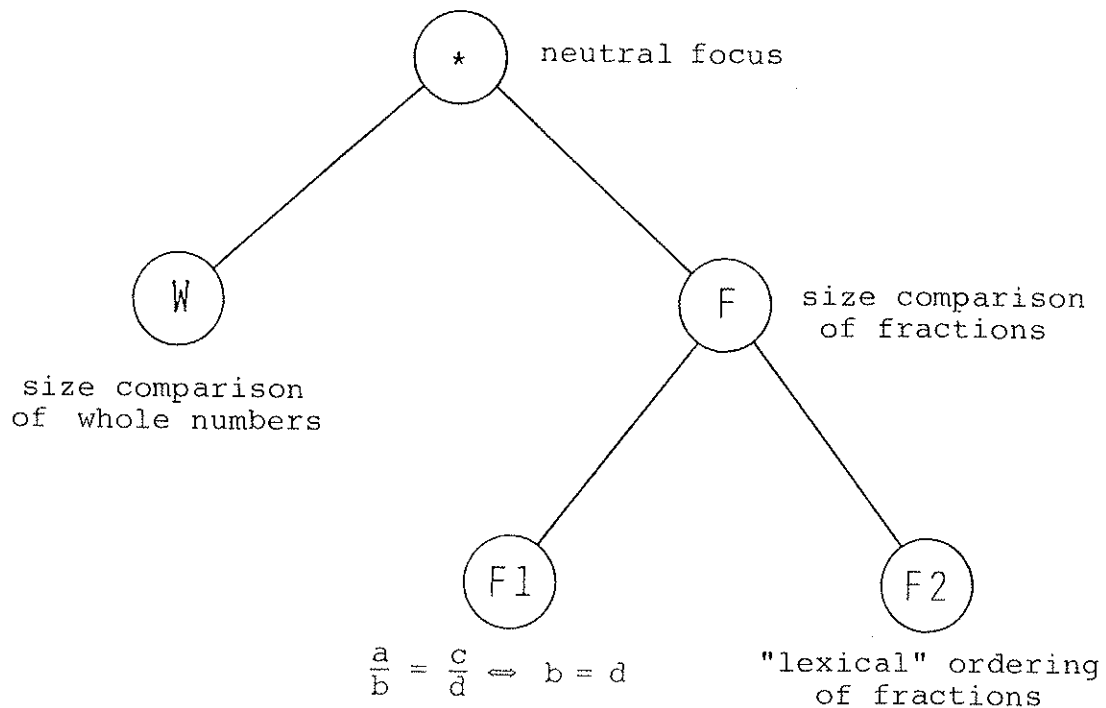 * neutral focus
W
F size comparison
of fractions
size comparison
of whole numbers
F1
F2
a/b = c/d ⇔ b = d
"lexical" ordering
of fractions